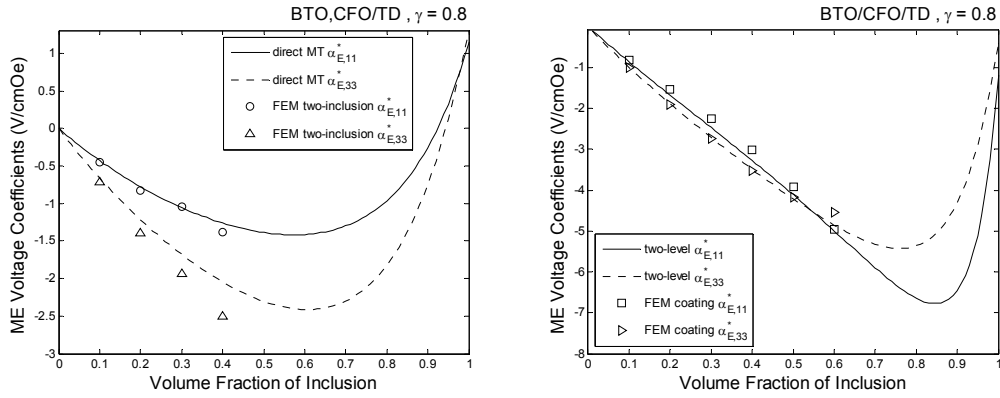 BTO,CFO/TD , γ = 0.8
1
0
-0.5
-1
-1.5
-2
-2.5
-3
direct MT α*E,11
direct MT α*E,33
FEM two-inclusion α*E,11
FEM two-inclusion α*E,33
0 0.1 0.2 0.3 0.4 0.5 0.6 0.7 0.8 0.9 1
Volume Fraction of Inclusion
ME Voltage Coefficients (V/cmOe)
BTO/CFO/TD , γ = 0.8
-1
-2
-3
-4
-5
-6
-7
-8
two-level α*E,11
two-level α*E,33
FEM coating α*E,11
FEM coating α*E,33
0 0.1 0.2 0.3 0.4 0.5 0.6 0.7 0.8 0.9 1
Volume Fraction of Inclusion
ME Voltage Coefficients (V/cmOe)